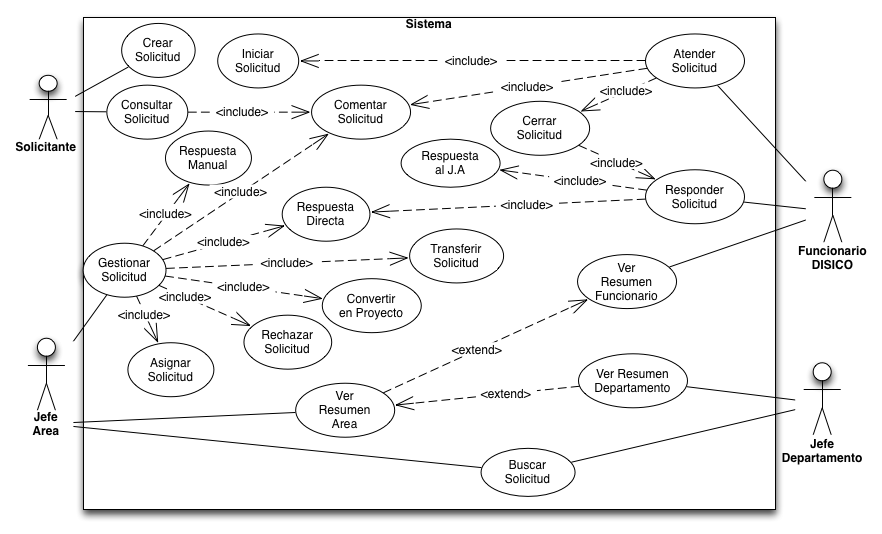 Sistema
Crear
Solicitud
Iniciar
Solicitud
<include>
Atender
Solicitud
Solicitante
Consultar
Solicitud
<include>
Comentar
Solicitud
<include>
<include>
Cerrar
Solicitud
Respuesta
Manual
Respuesta
al J.A
<include>
<include>
<include>
Responder
Solicitud
<include>
Respuesta
Directa
<include>
<include>
Funcionario
DISICO
Gestionar
Solicitud
<include>
Transferir
Solicitud
Ver
Resumen
Funcionario
<include>
<include>
Convertir
en Proyecto
<include>
Rechazar
Solicitud
Asignar
Solicitud
<extend>
Ver Resumen
Departamento
<extend>
Ver
Resumen
Area
Jefe
Area
Jefe
Departamento
Buscar
Solicitud